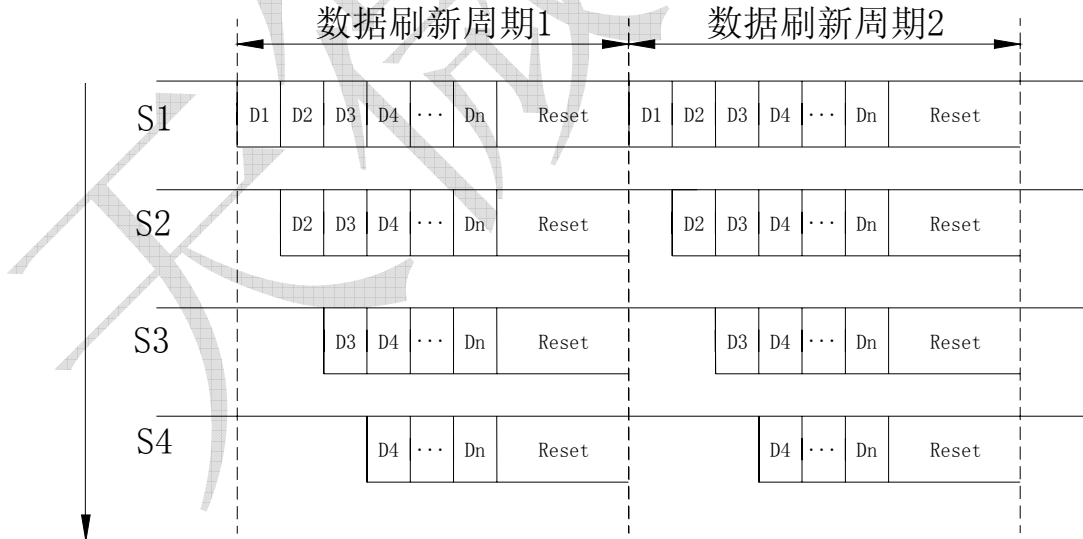 数据刷新周期1 数据刷新周期2
S1 D1 D2 D3 D4 ··· Dn Reset D1 D2 D3 D4 ··· Dn Reset
S2 D2 D3 D4 ··· Dn Reset D2 D3 D4 ··· Dn Reset
S3 D3 D4 ··· Dn Reset D3 D4 ··· Dn Reset
S4 D4 ··· Dn Reset D4 ··· Dn Reset